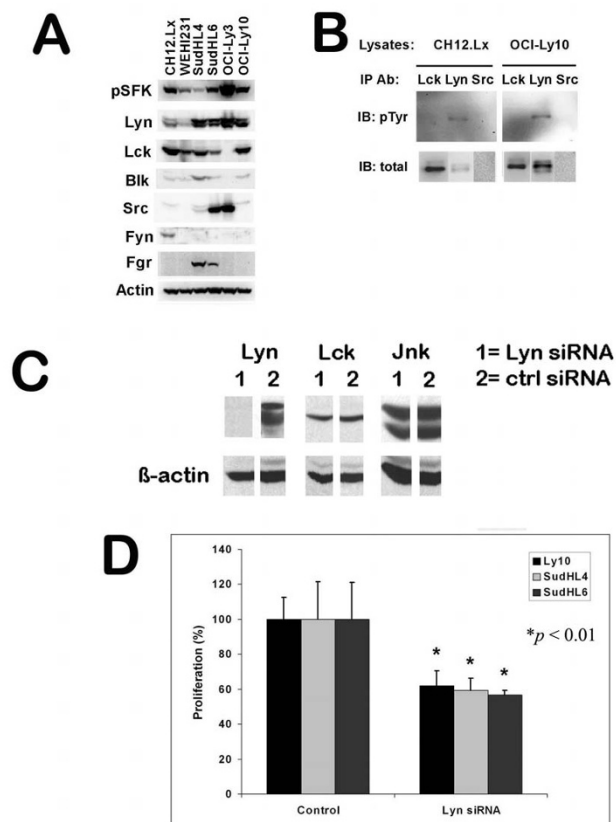 A
CH12.Lx
WEHI231
SudHL4
SudHL6
OCI-Ly3
OCI-Ly10
pSFK
Lyn
Lck
Blk
Src
Fyn
Fgr
Actin
B
Lysates: CH12.Lx OCI-Ly10
IP Ab: Lck Lyn Src Lck Lyn Src
IB: pTyr
IB: total
C
Lyn Lck Jnk 1= Lyn siRNA
1 2 1 2 1 2 2= ctrl siRNA
ß-actin
D
Ly10
SudHL4
SudHL6
*p < 0.01
Proliferation (%)
140
120
100
80
60
40
20
0
* * *
Control Lyn siRNA